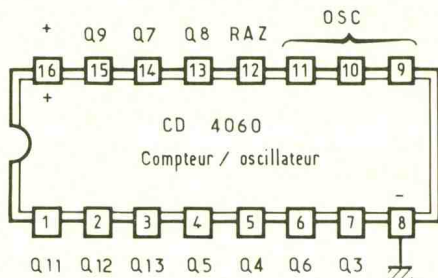 OSC
+ Q9 Q7 Q8 RAZ
16 15 14 13 12 11 10 9
+
CD 4060
Compteur / oscillateur
-
1 2 3 4 5 6 7 8
Q11 Q12 Q13 Q5 Q4 Q6 Q3